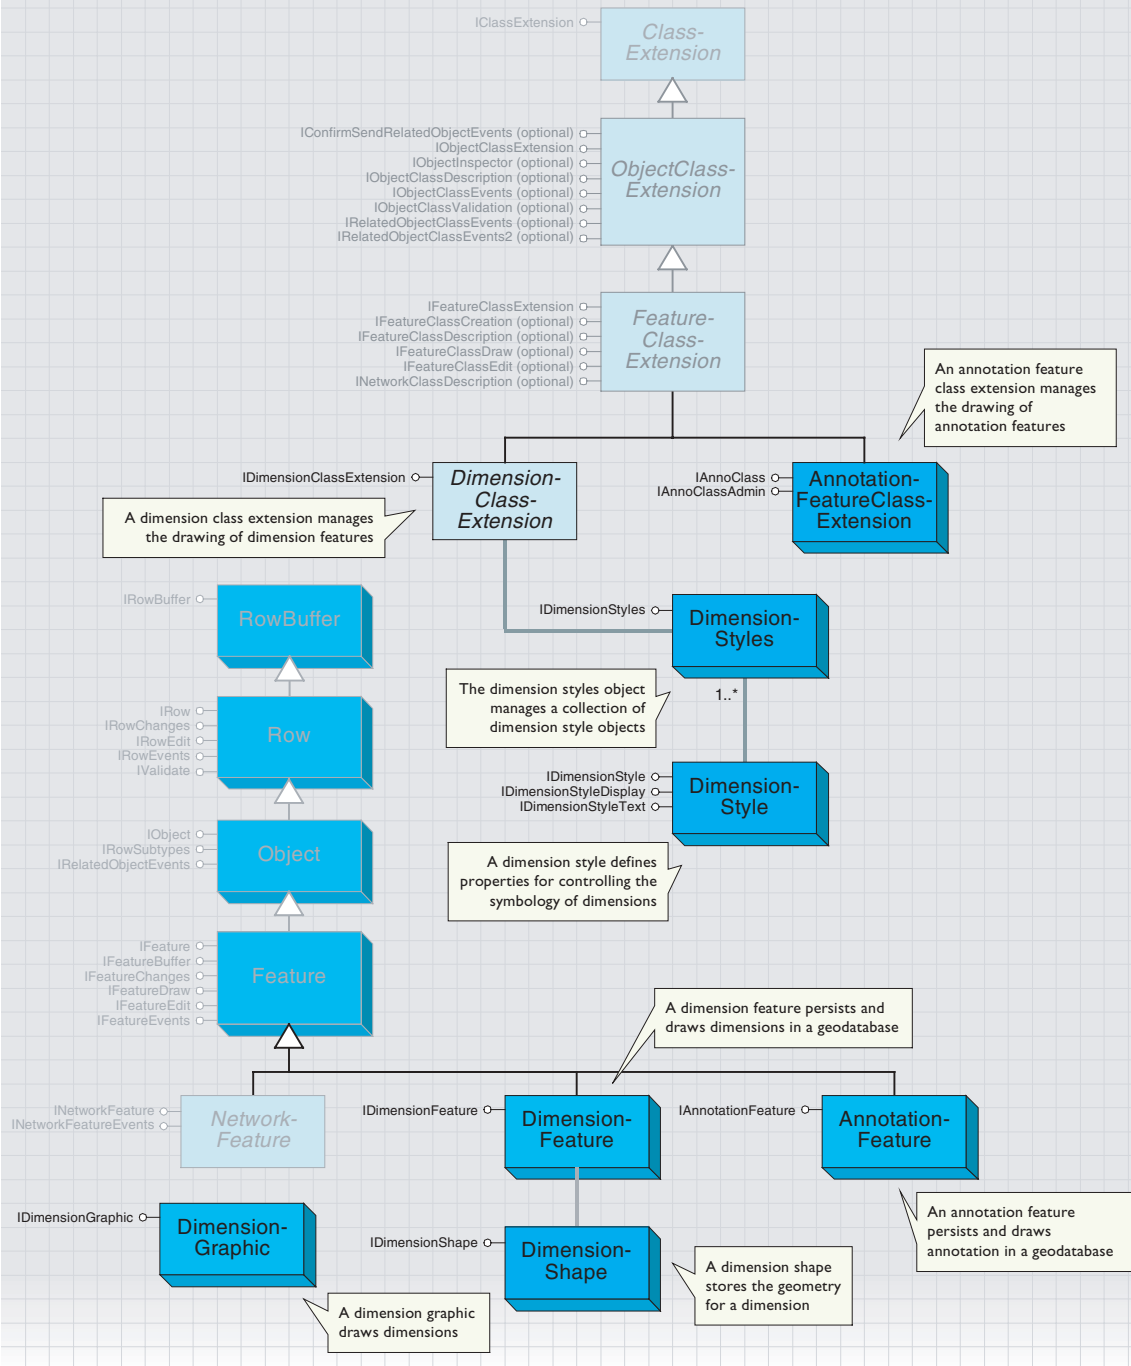 IClassExtension
Class-
Extension
IConfirmSendRelatedObjectEvents (optional)
IObjectClassExtension
IObjectInspector (optional)
IObjectClassDescription (optional)
IObjectClassEvents (optional)
IObjectClassValidation (optional)
IRelatedObjectClassEvents (optional)
IRelatedObjectClassEvents2 (optional)
ObjectClass-
Extension
IFeatureClassExtension
IFeatureClassCreation (optional)
IFeatureClassDescription (optional)
IFeatureClassDraw (optional)
IFeatureClassEdit (optional)
INetworkClassDescription (optional)
Feature-
Class-
Extension
An annotation feature
class extension manages
the drawing of
annotation features
IDimensionClassExtension
Dimension-
Class-
Extension
IAnnoClass
IAnnoClassAdmin
Annotation-
FeatureClass-
Extension
A dimension class extension manages
the drawing of dimension features
IRowBuffer
RowBuffer
IDimensionStyles
Dimension-
Styles
The dimension styles object
manages a collection of
dimension style objects
1..*
IRow
IRowChanges
IRowEdit
IRowEvents
IValidate
Row
IDimensionStyle
IDimensionStyleDisplay
IDimensionStyleText
Dimension-
Style
IObject
IRowSubtypes
IRelatedObjectEvents
Object
A dimension style defines
properties for controlling the
symbology of dimensions
IFeature
IFeatureBuffer
IFeatureChanges
IFeatureDraw
IFeatureEdit
IFeatureEvents
Feature
A dimension feature persists and
draws dimensions in a geodatabase
INetworkFeature
INetworkFeatureEvents
Network-
Feature
IDimensionFeature
Dimension-
Feature
IAnnotationFeature
Annotation-
Feature
IDimensionGraphic
Dimension-
Graphic
IDimensionShape
Dimension-
Shape
An annotation feature
persists and draws
annotation in a geodatabase
A dimension shape
stores the geometry
for a dimension
A dimension graphic
draws dimensions